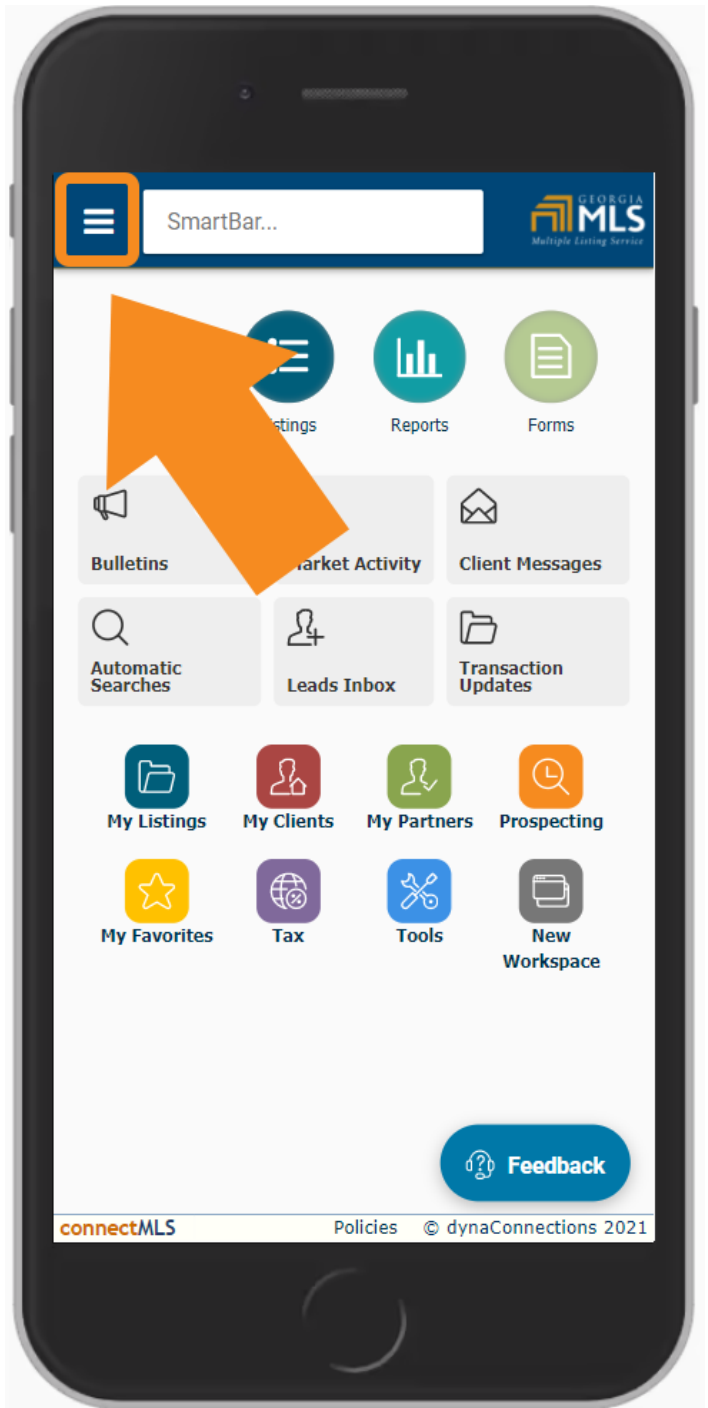 SmartBar...
GEORGIA
MLS
Multiple Listing Service
Reports
Forms
Bulletins
Activity
Client Messages
Automatic
Searches
Leads Inbox
Transaction
Updates
My Listings
My Clients
My Partners
Prospecting
My Favorites
Tax
Tools
New
Workspace
Feedback
connectMLS
Policies
© dynaConnections 2021